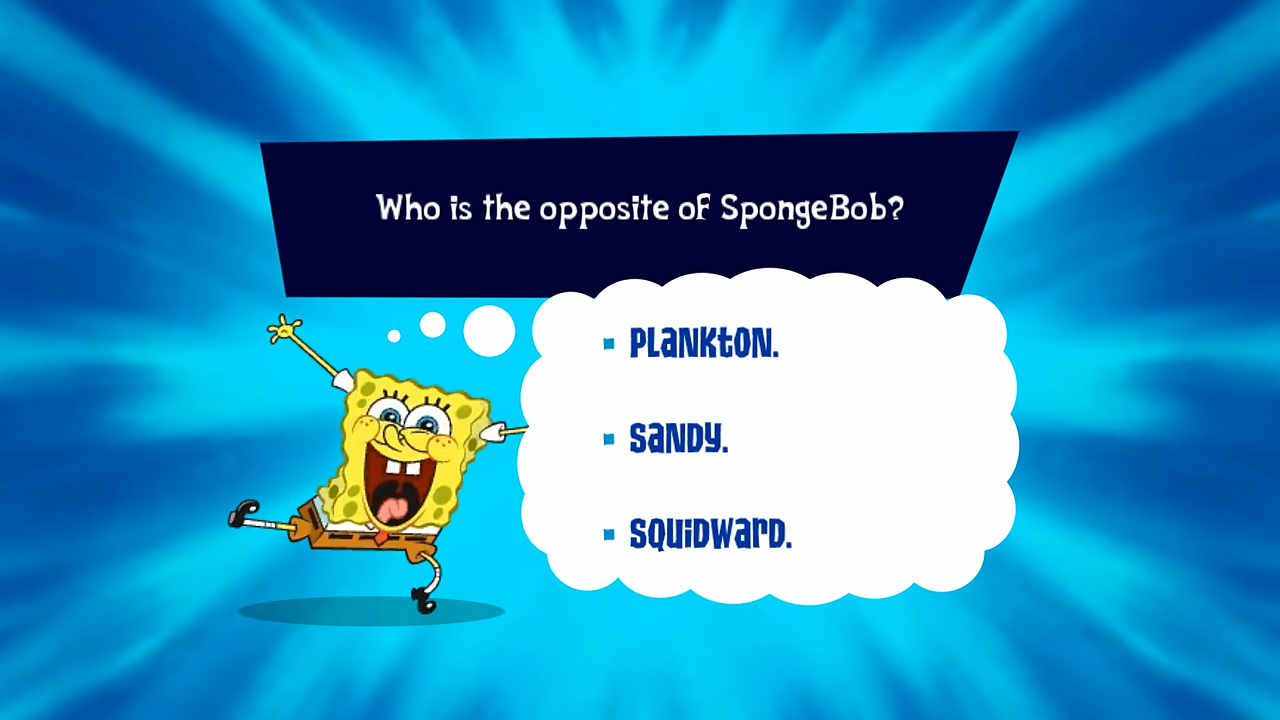 Who is the opposite of SpongeBob?
PLANKTON.
SANDY.
SQUIDWARD.